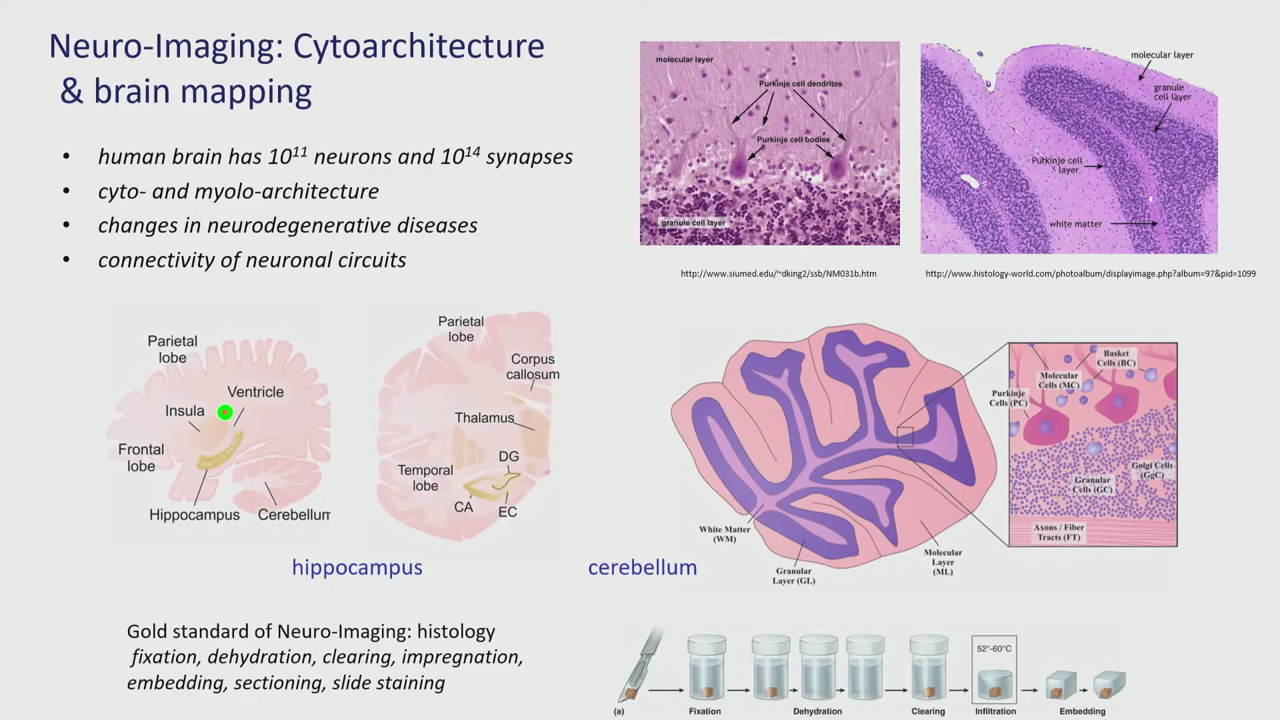 Neuro-Imaging: Cytoarchitecture
& brain mapping
• human brain has 10¹¹ neurons and 10¹⁴ synapses
• cyto- and myolo-architecture
• changes in neurodegenerative diseases
• connectivity of neuronal circuits
molecular layer
Purkinje cell dendrites
Purkinje cell bodies
granule cell layer
http://www.siumed.edu/~dking2/ssb/NM031b.htm
molecular layer
granule
cell layer
Purkinje cell
layer
white matter
http://www.histology-world.com/photoalbum/displayimage.php?album=97&pid=1099
Parietal
lobe
Ventricle
Insula
Frontal
lobe
Hippocampus
Cerebellum
Parietal
lobe
Corpus
callosum
Thalamus
DG
Temporal
lobe
CA
EC
hippocampus
cerebellum
White Matter
(WM)
Granular
Layer (GL)
Molecular
Layer
(ML)
Basket
Cells (BC)
Molecular
Cells (MC)
Purkinje
Cells (PC)
Golgi Cells
(GgC)
Granular
Cells (GC)
Axons / Fiber
Tracts (FT)
Gold standard of Neuro-Imaging: histology
fixation, dehydration, clearing, impregnation,
embedding, sectioning, slide staining
52°-60°C
(a)
Fixation
Dehydration
Clearing
Infiltration
Embedding